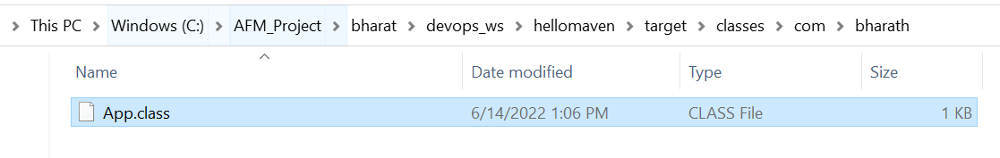 This PC > Windows (C:) > AFM_Project > bharat > devops_ws > hellomaven > target > classes > com > bharath
Name Date modified Type Size
App.class 6/14/2022 1:06 PM CLASS File 1 KB